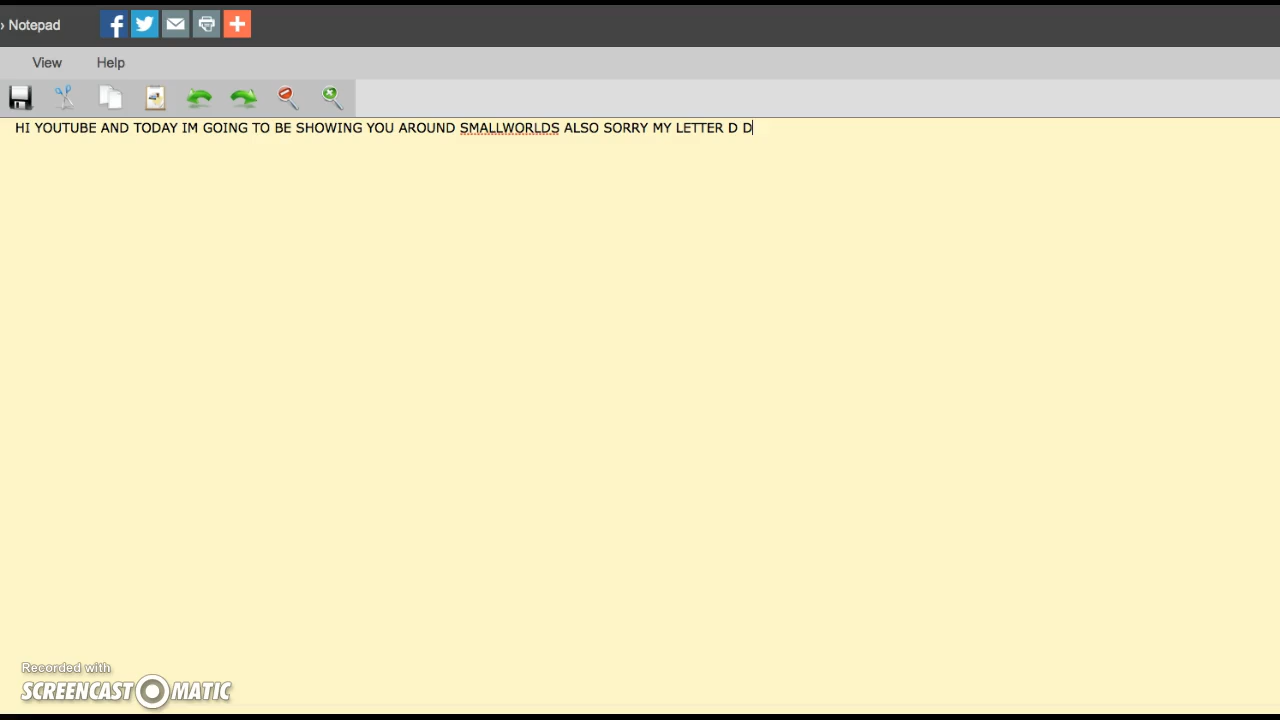 › Notepad
View Help
HI YOUTUBE AND TODAY IM GOING TO BE SHOWING YOU AROUND SMALLWORLDS ALSO SORRY MY LETTER D D
Recorded with
SCREENCAST MATIC